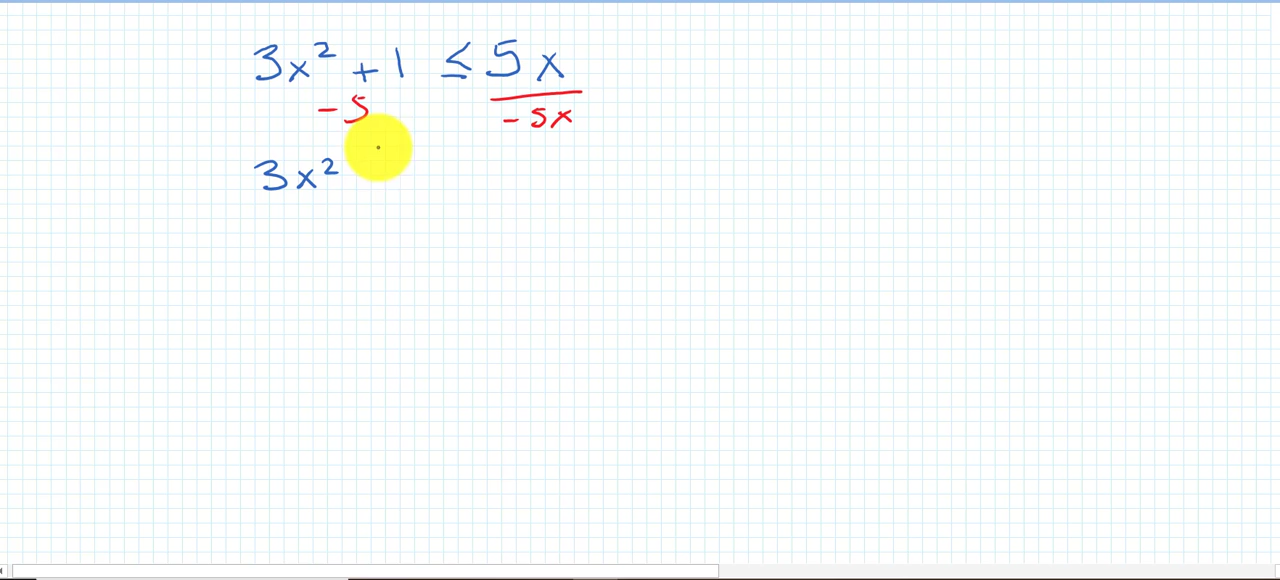 3x² + 1 ≤ 5x
-5 -5x
3x²